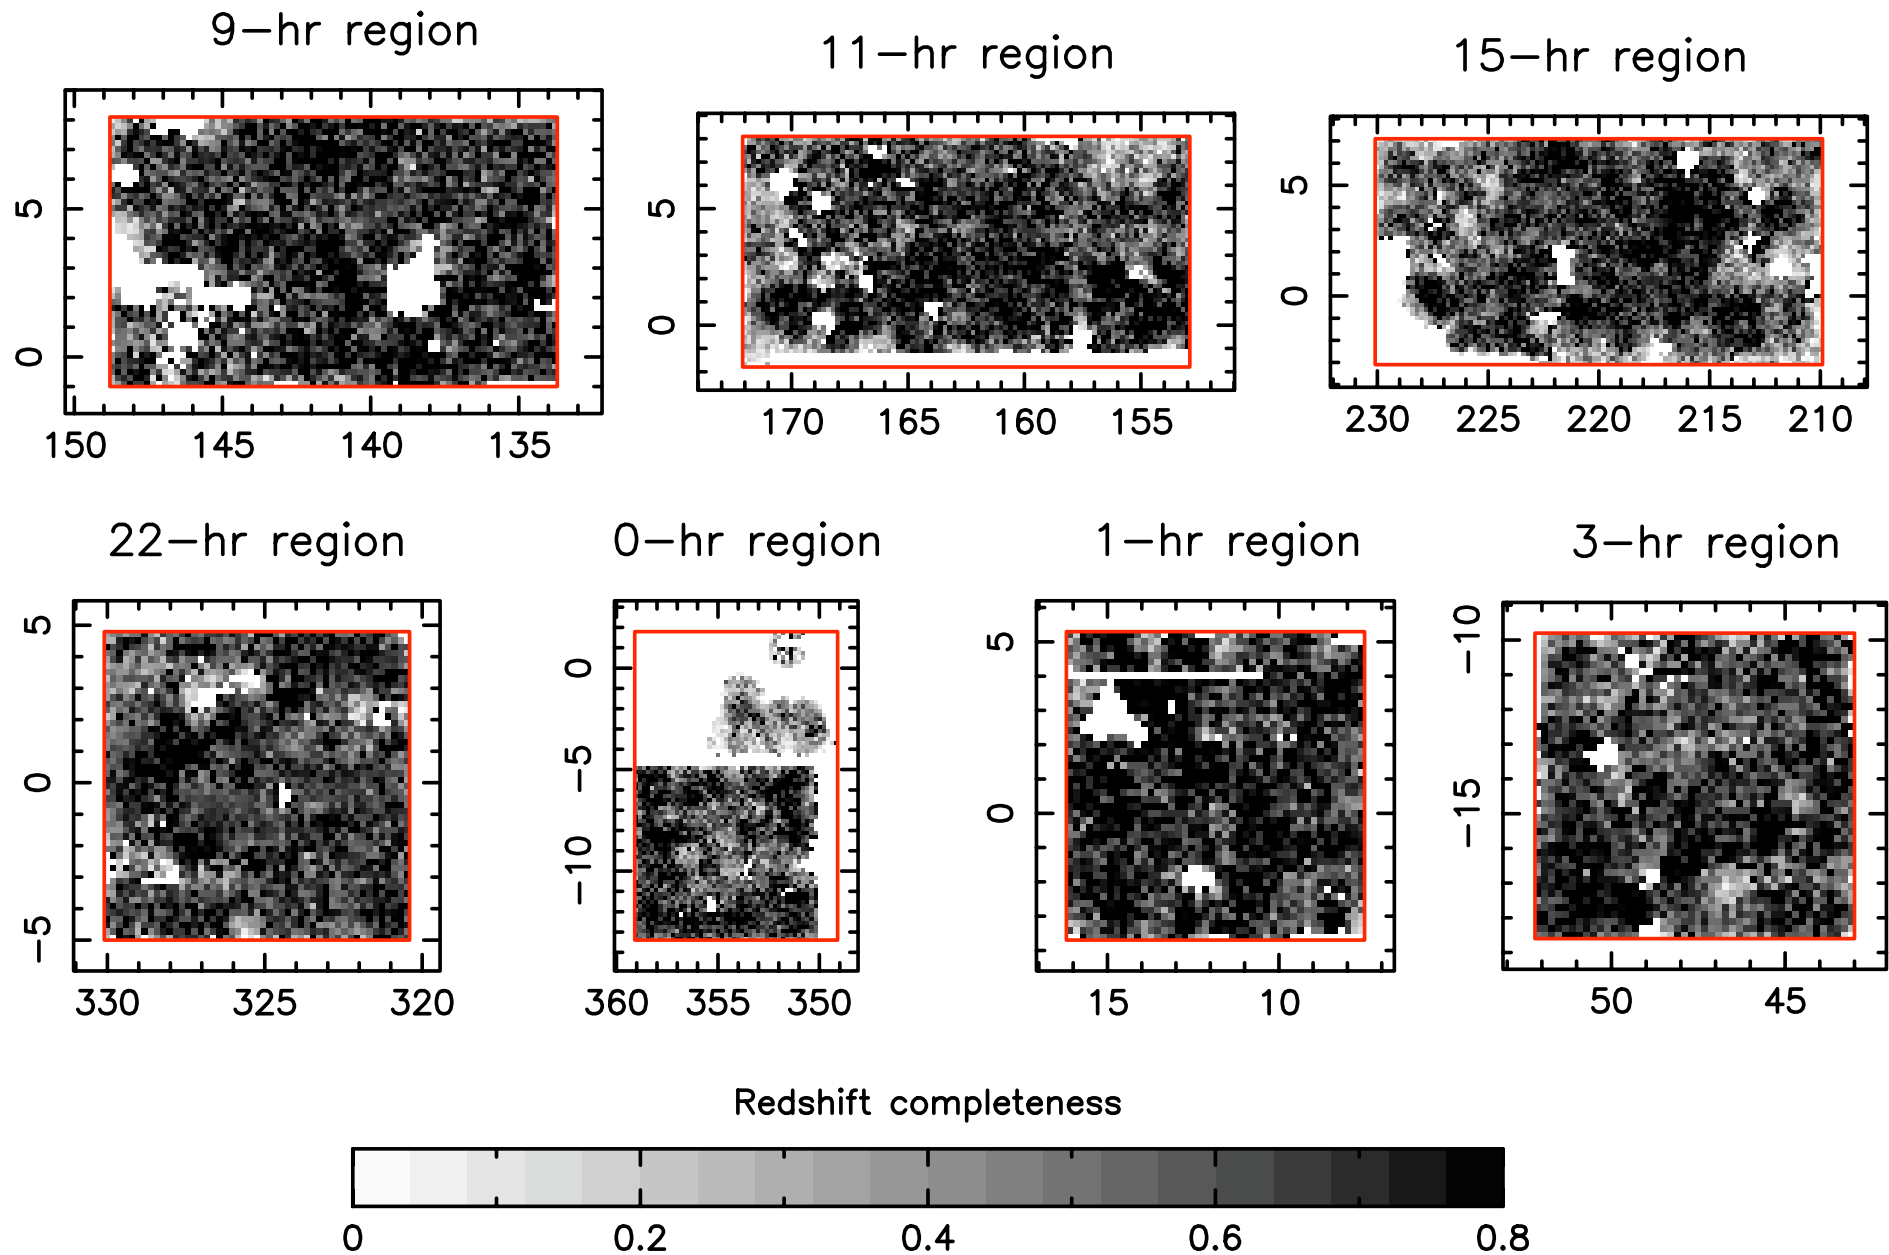 9-hr region
11-hr region
15-hr region
5
0
150 145 140 135
5
0
170 165 160 155
5
0
230 225 220 215 210
22-hr region
0-hr region
1-hr region
3-hr region
5
0
-5
330 325 320
0
-5
-10
360 355 350
5
0
15 10
-10
-15
50 45
Redshift completeness
0 0.2 0.4 0.6 0.8